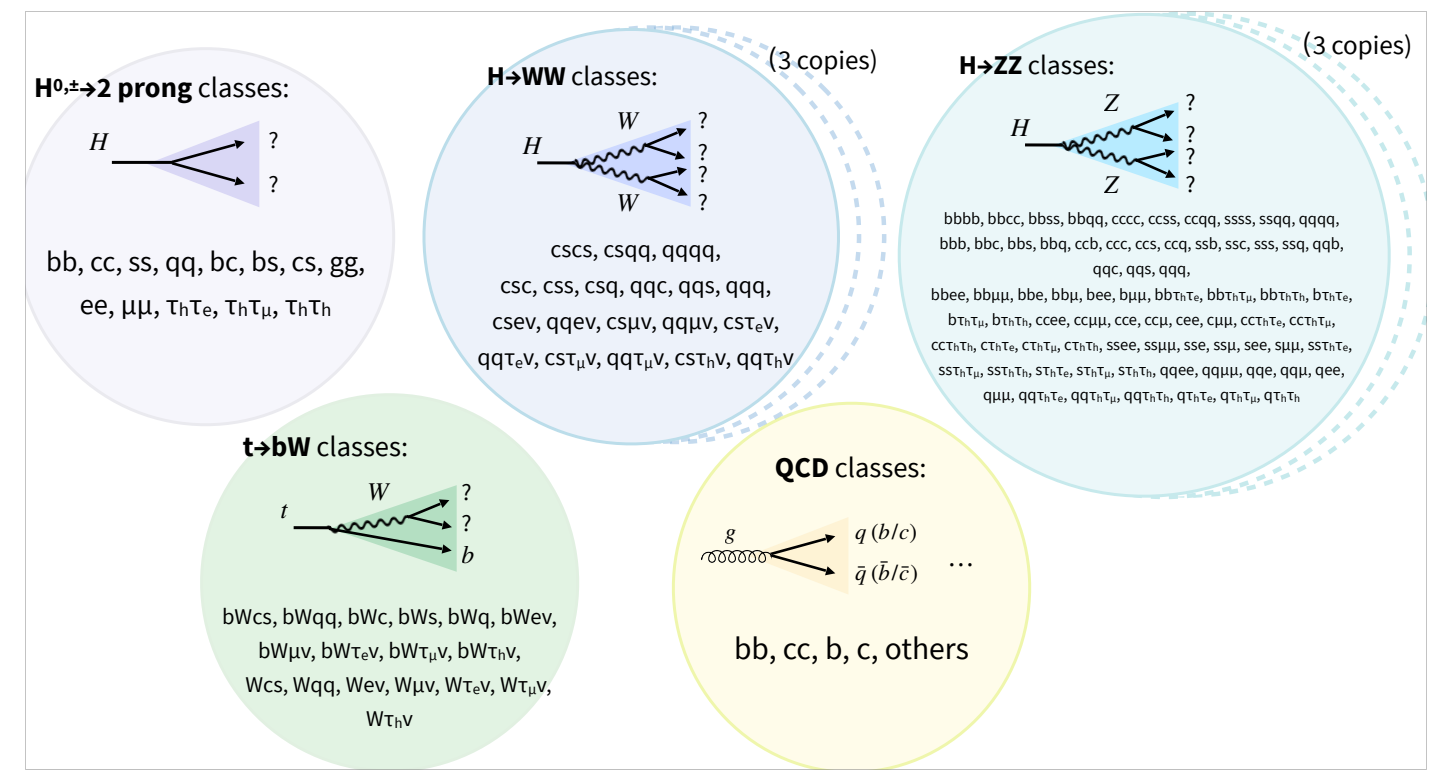 H⁰,±→2 prong classes:
H
?
?
bb, cc, ss, qq, bc, bs, cs, gg,
ee, μμ, τₕτₑ, τₕτμ, τₕτₕ
(3 copies)
H→WW classes:
H
W
W
?
?
?
?
cscs, csqq, qqqq,
csc, css, csq, qqc, qqs, qqq,
csev, qqev, csμv, qqμv, csτₑv,
qqτₑv, csτμv, qqτμv, csτₕv, qqτₕv
(3 copies)
H→ZZ classes:
H
Z
Z
?
?
?
?
bbbb, bbcc, bbss, bbqq, cccc, ccss, ccqq, ssss, ssqq, qqqq,
bbb, bbc, bbs, bbq, ccb, ccc, ccs, ccq, ssb, ssc, sss, ssq, qqb,
qqc, qqs, qqq,
bbee, bbμμ, bbe, bbμ, bee, bμμ, bbτₕτₑ, bbτₕτμ, bbτₕτₕ, bτₕτₑ,
bτₕτμ, bτₕτₕ, ccee, ccμμ, cce, ccμ, cee, cμμ, ccτₕτₑ, ccτₕτμ,
ccτₕτₕ, cτₕτₑ, cτₕτμ, cτₕτₕ, ssee, ssμμ, sse, ssμ, see, sμμ, ssτₕτₑ,
ssτₕτμ, ssτₕτₕ, sτₕτₑ, sτₕτμ, sτₕτₕ, qqee, qqμμ, qqe, qqμ, qee,
qμμ, qqτₕτₑ, qqτₕτμ, qqτₕτₕ, qτₕτₑ, qτₕτμ, qτₕτₕ
t→bW classes:
t
W
?
?
b
bWcs, bWqq, bWc, bWs, bWq, bWev,
bWμv, bWτₑv, bWτμv, bWτₕv,
Wcs, Wqq, Wev, Wμv, Wτₑv, Wτμv,
Wτₕv
QCD classes:
g
q (b/c)
q̄ (b̄/c̄)
...
bb, cc, b, c, others